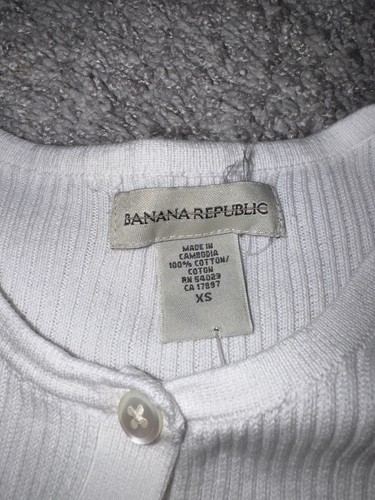 BANANA REPUBLIC
MADE IN
CAMBODIA
100% COTTON/
COTON
RN 54023
CA 17897
XS